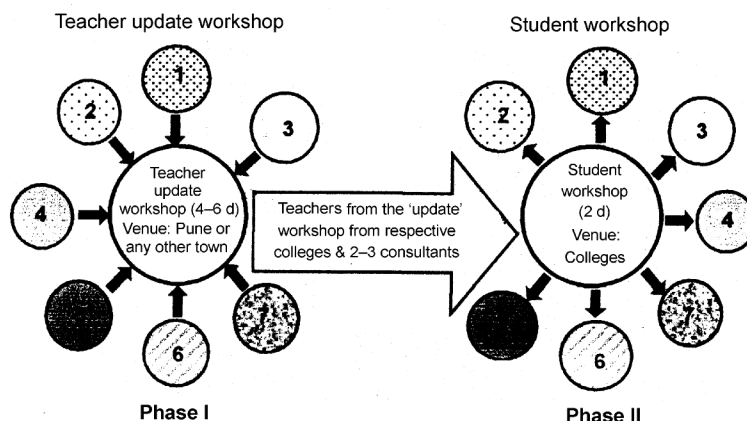 Teacher update workshop
1
2
3
4
6
7
Teacher
update
workshop (4–6 d)
Venue: Pune or
any other town
Phase I
Teachers from the 'update'
workshop from respective
colleges & 2–3 consultants
Student workshop
1
2
3
4
7
6
Student
workshop
(2 d)
Venue:
Colleges
Phase II